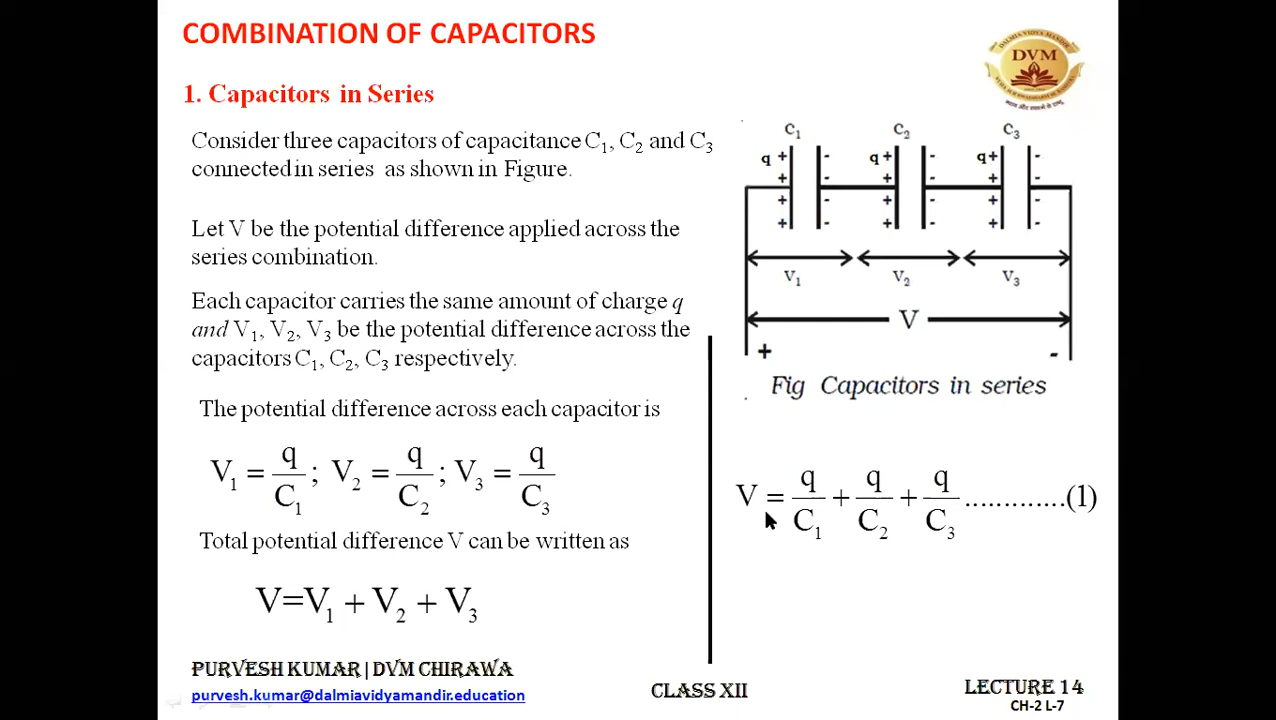 COMBINATION OF CAPACITORS
DVM
1. Capacitors in Series
Consider three capacitors of capacitance C₁, C₂ and C₃
connected in series as shown in Figure.
Let V be the potential difference applied across the
series combination.
Each capacitor carries the same amount of charge q
and V₁, V₂, V₃ be the potential difference across the
capacitors C₁, C₂, C₃ respectively.
The potential difference across each capacitor is
V₁ = q/C₁ ; V₂ = q/C₂ ; V₃ = q/C₃
Total potential difference V can be written as
V=V₁ + V₂ + V₃
C₁ C₂ C₃
q + - q + - q + -
+ - + - + -
+ - + - + -
+ - + - + -
V₁ V₂ V₃
V
+ -
Fig Capacitors in series
V = q/C₁ + q/C₂ + q/C₃ .............(1)
PURVESH KUMAR|DVM CHIRAWA
purvesh.kumar@dalmiavidyamandir.education
CLASS XII
LECTURE 14
CH-2 L-7